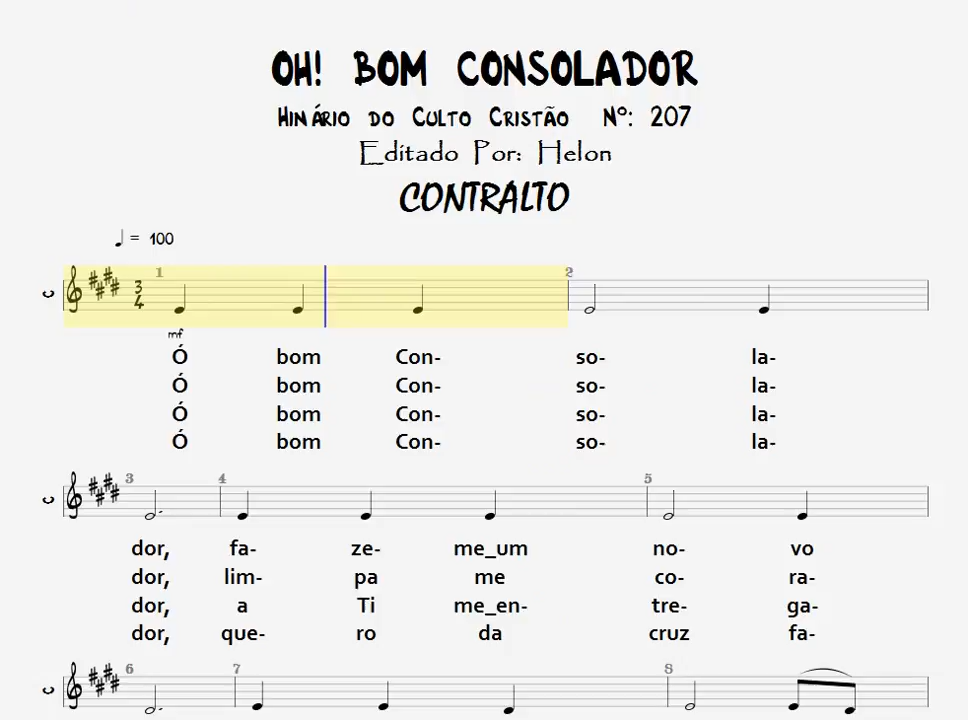 OH! BOM CONSOLADOR
Hinário do Culto Cristão Nº: 207
Editado Por: Helon
CONTRALTO
♩ = 100
1 2
C 3 4
mf
Ó bom Con- so- la-
Ó bom Con- so- la-
Ó bom Con- so- la-
Ó bom Con- so- la-
3 4 5
C
dor, fa- ze- me_um no- vo
dor, lim- pa me co- ra-
dor, a Ti me_en- tre- ga-
dor, que- ro da cruz fa-
6 7 8
C